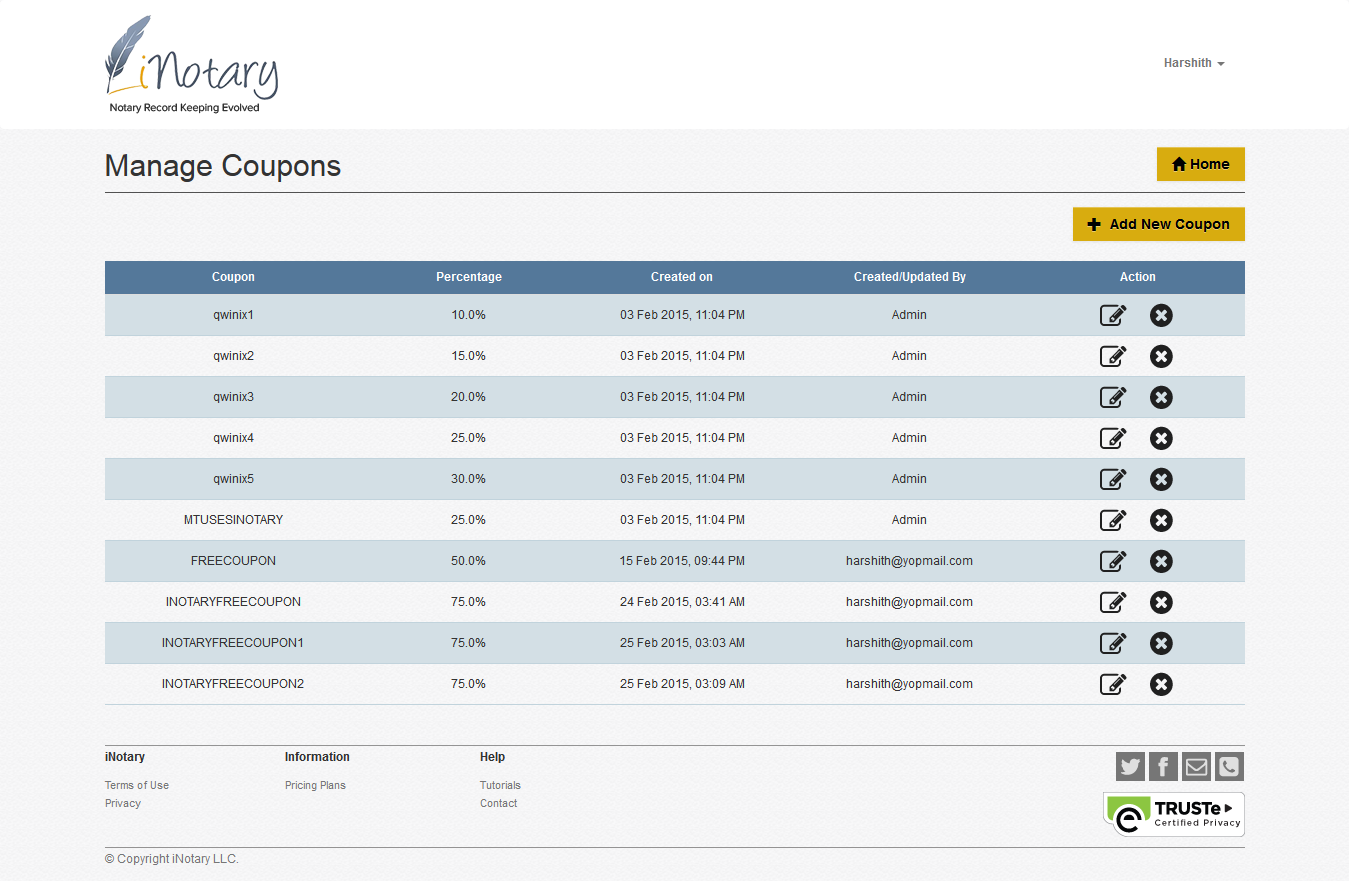 iNotary
Notary Record Keeping Evolved
Harshith
Manage Coupons
Home
Add New Coupon
Coupon Percentage Created on Created/Updated By Action
qwinix1 10.0% 03 Feb 2015, 11:04 PM Admin
qwinix2 15.0% 03 Feb 2015, 11:04 PM Admin
qwinix3 20.0% 03 Feb 2015, 11:04 PM Admin
qwinix4 25.0% 03 Feb 2015, 11:04 PM Admin
qwinix5 30.0% 03 Feb 2015, 11:04 PM Admin
MTUSESINOTARY 25.0% 03 Feb 2015, 11:04 PM Admin
FREECOUPON 50.0% 15 Feb 2015, 09:44 PM harshith@yopmail.com
INOTARYFREECOUPON 75.0% 24 Feb 2015, 03:41 AM harshith@yopmail.com
INOTARYFREECOUPON1 75.0% 25 Feb 2015, 03:03 AM harshith@yopmail.com
INOTARYFREECOUPON2 75.0% 25 Feb 2015, 03:09 AM harshith@yopmail.com
iNotary Information Help
Terms of Use Pricing Plans Tutorials
Privacy Contact
TRUSTe
Certified Privacy
© Copyright iNotary LLC.